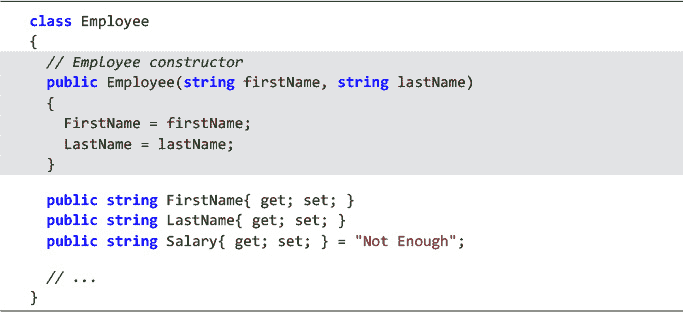 class Employee
{
// Employee constructor
public Employee(string firstName, string lastName)
{
FirstName = firstName;
LastName = lastName;
}
public string FirstName{ get; set; }
public string LastName{ get; set; }
public string Salary{ get; set; } = "Not Enough";
// ...
}